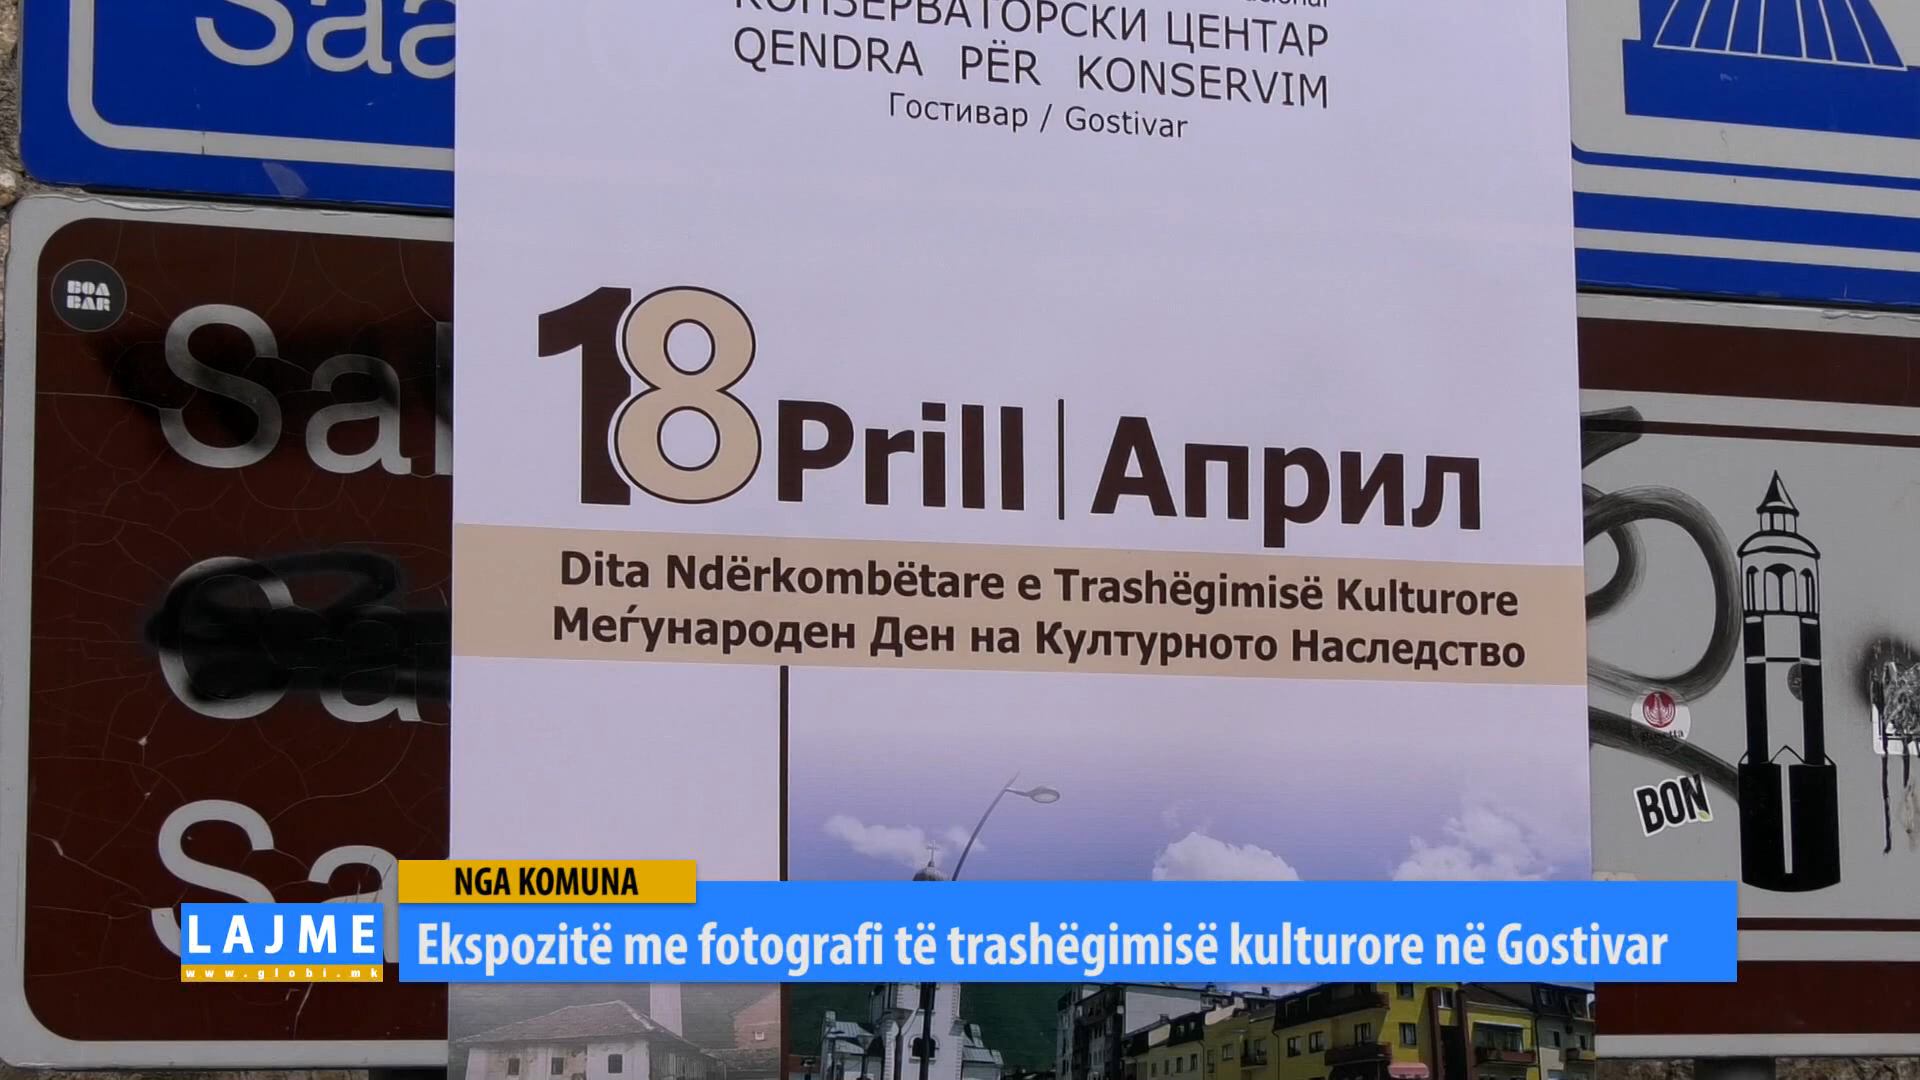 КОНЗЕРВАТОРСКИ ЦЕНТАР
QENDRA PËR KONSERVIM
Гостивар / Gostivar
18 Prill | Април
Dita Ndërkombëtare e Trashëgimisë Kulturore
Меѓународен Ден на Културното Наследство
BOA
BAR
BON
NGA KOMUNA
LAJME
www.globi.mk
Ekspozitë me fotografi të trashëgimisë kulturore në Gostivar